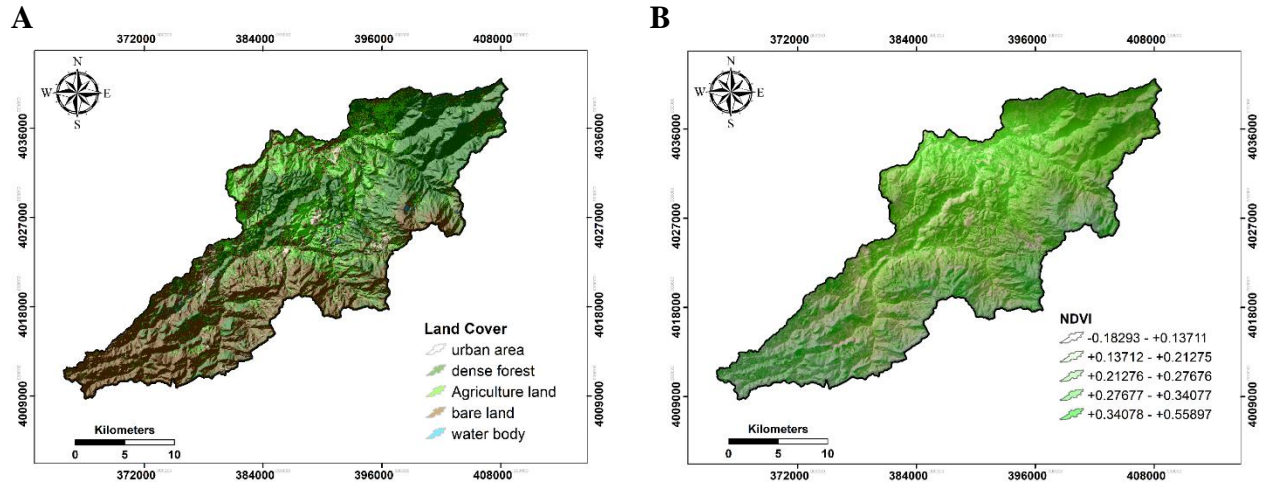 A
B
372000 384000 396000 408000
372000 384000 396000 408000
N
W E
S
N
W E
S
4036000 4036000
4036000 4036000
4027000 4027000
4027000 4027000
4018000 4018000
4018000 4018000
4009000 4009000
4009000 4009000
Land Cover
urban area
dense forest
Agriculture land
bare land
water body
NDVI
-0.18293 - +0.13711
+0.13712 - +0.21275
+0.21276 - +0.27676
+0.27677 - +0.34077
+0.34078 - +0.55897
Kilometers
0 5 10
Kilometers
0 5 10
372000 384000 396000 408000
372000 384000 396000 408000